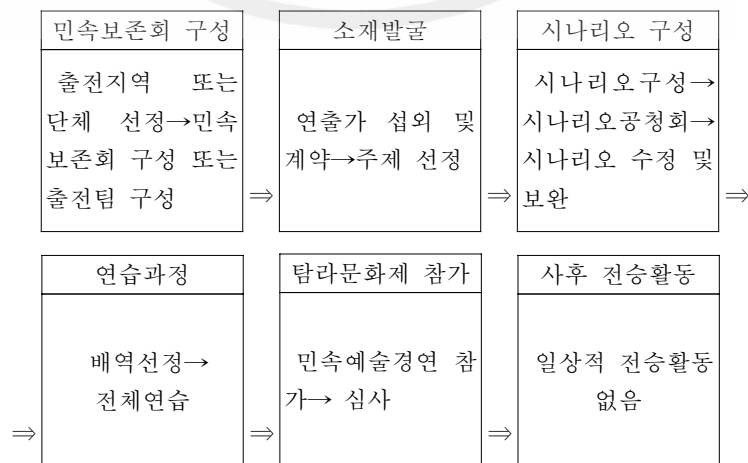 민속보존회 구성
출전지역 또는
단체 선정→민속
보존회 구성 또는
출전팀 구성
⇒
소재발굴
연출가 섭외 및
계약→주제 선정
⇒
시나리오 구성
시나리오구성→
시나리오공청회→
시나리오 수정 및
보완
⇒
⇒
연습과정
배역선정→
전체연습
⇒
탐라문화제 참가
민속예술경연 참
가→ 심사
⇒
사후 전승활동
일상적 전승활동
없음